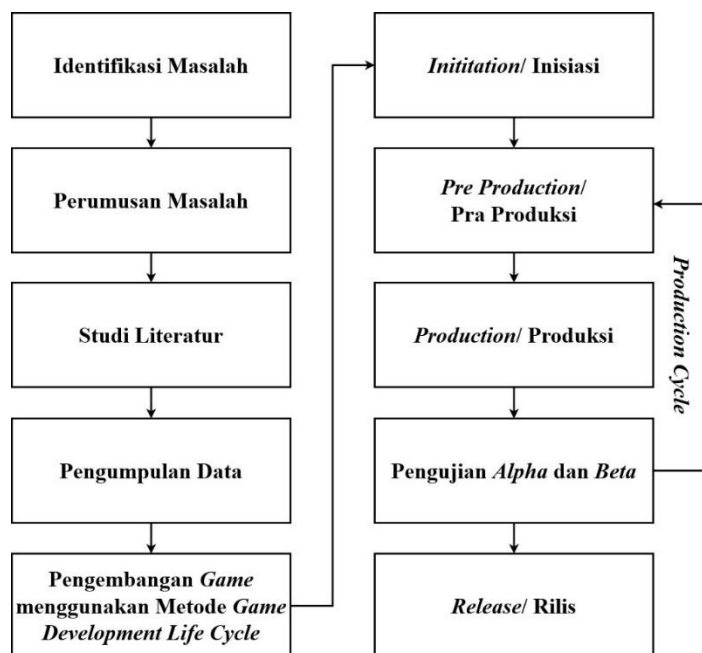 Identifikasi Masalah
Perumusan Masalah
Studi Literatur
Pengumpulan Data
Pengembangan Game
menggunakan Metode Game
Development Life Cycle
Inititation/ Inisiasi
Pre Production/
Pra Produksi
Production/ Produksi
Pengujian Alpha dan Beta
Release/ Rilis
Production Cycle